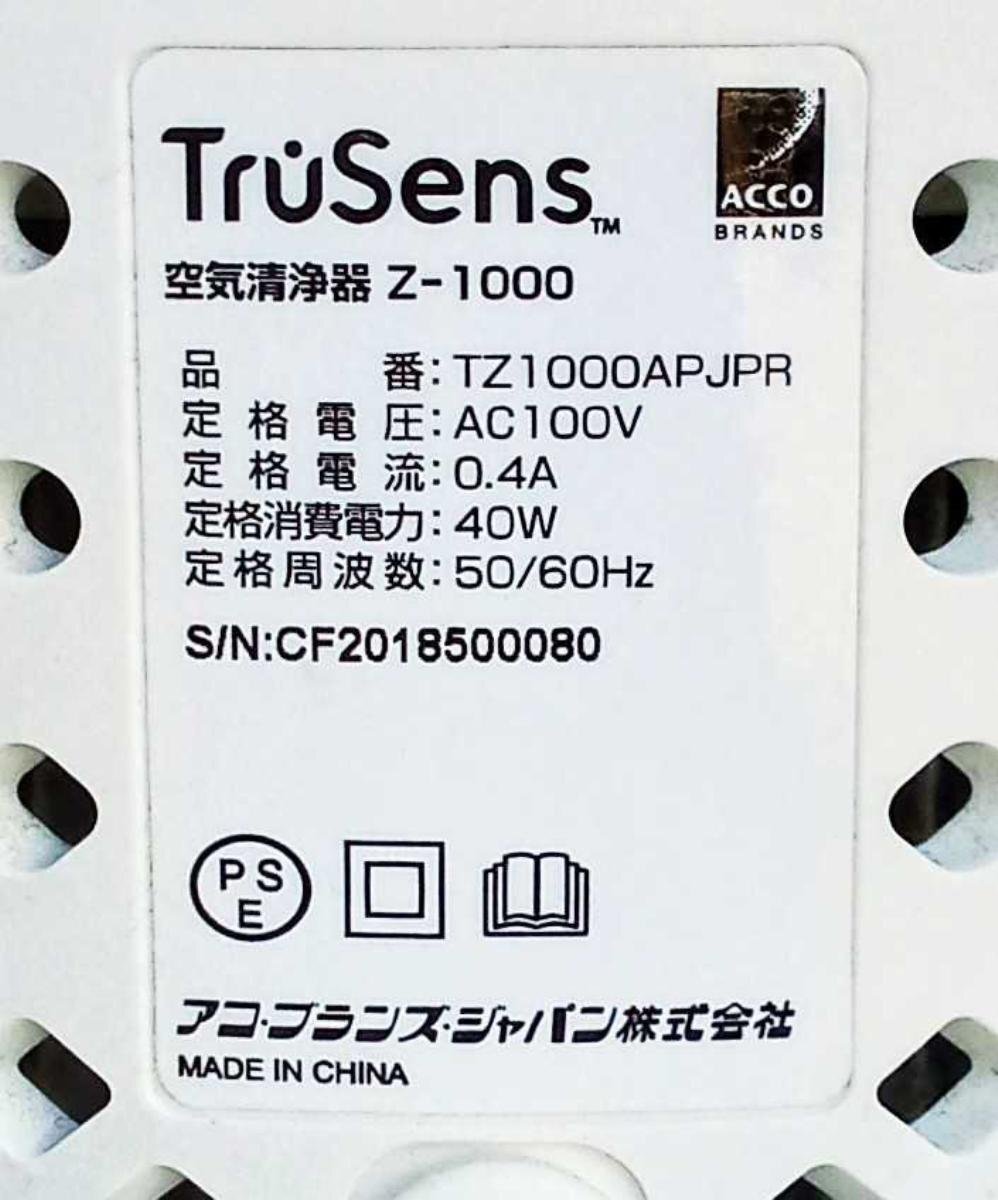 TruSens™
ACCO
BRANDS
空気清浄器 Z-1000
品番:TZ1000APJPR
定格電圧:AC100V
定格電流:0.4A
定格消費電力:40W
定格周波数:50/60Hz
S/N:CF2018500080
PSE
アコ・ブランズ・ジャパン株式会社
MADE IN CHINA